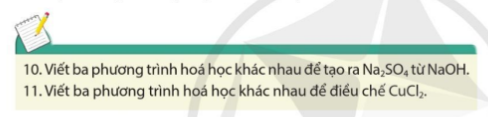 10. Viết ba phương trình hoá học khác nhau để tạo ra Na₂SO₄ từ NaOH.
11. Viết ba phương trình hoá học khác nhau để điều chế CuCl₂.